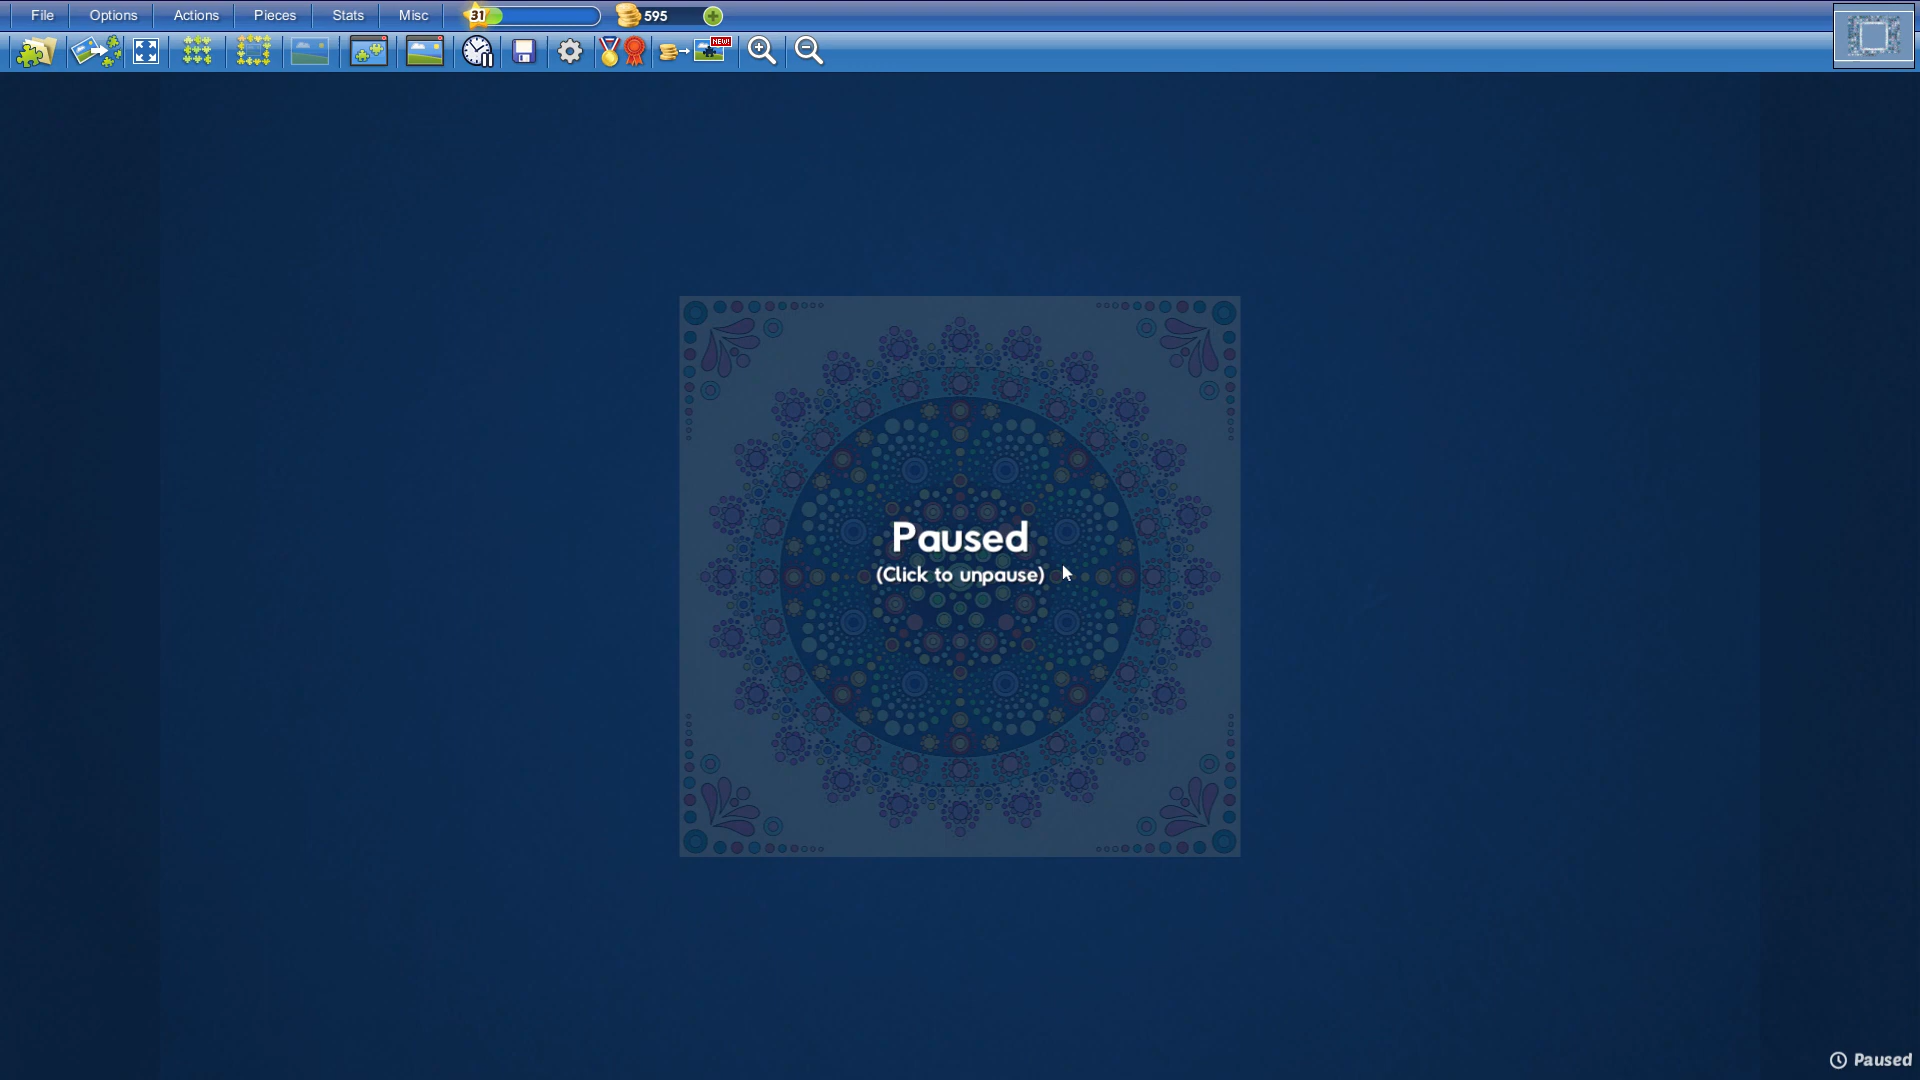 File Options Actions Pieces Stats Misc 31 595
NEW!
Paused
(Click to unpause)
Paused